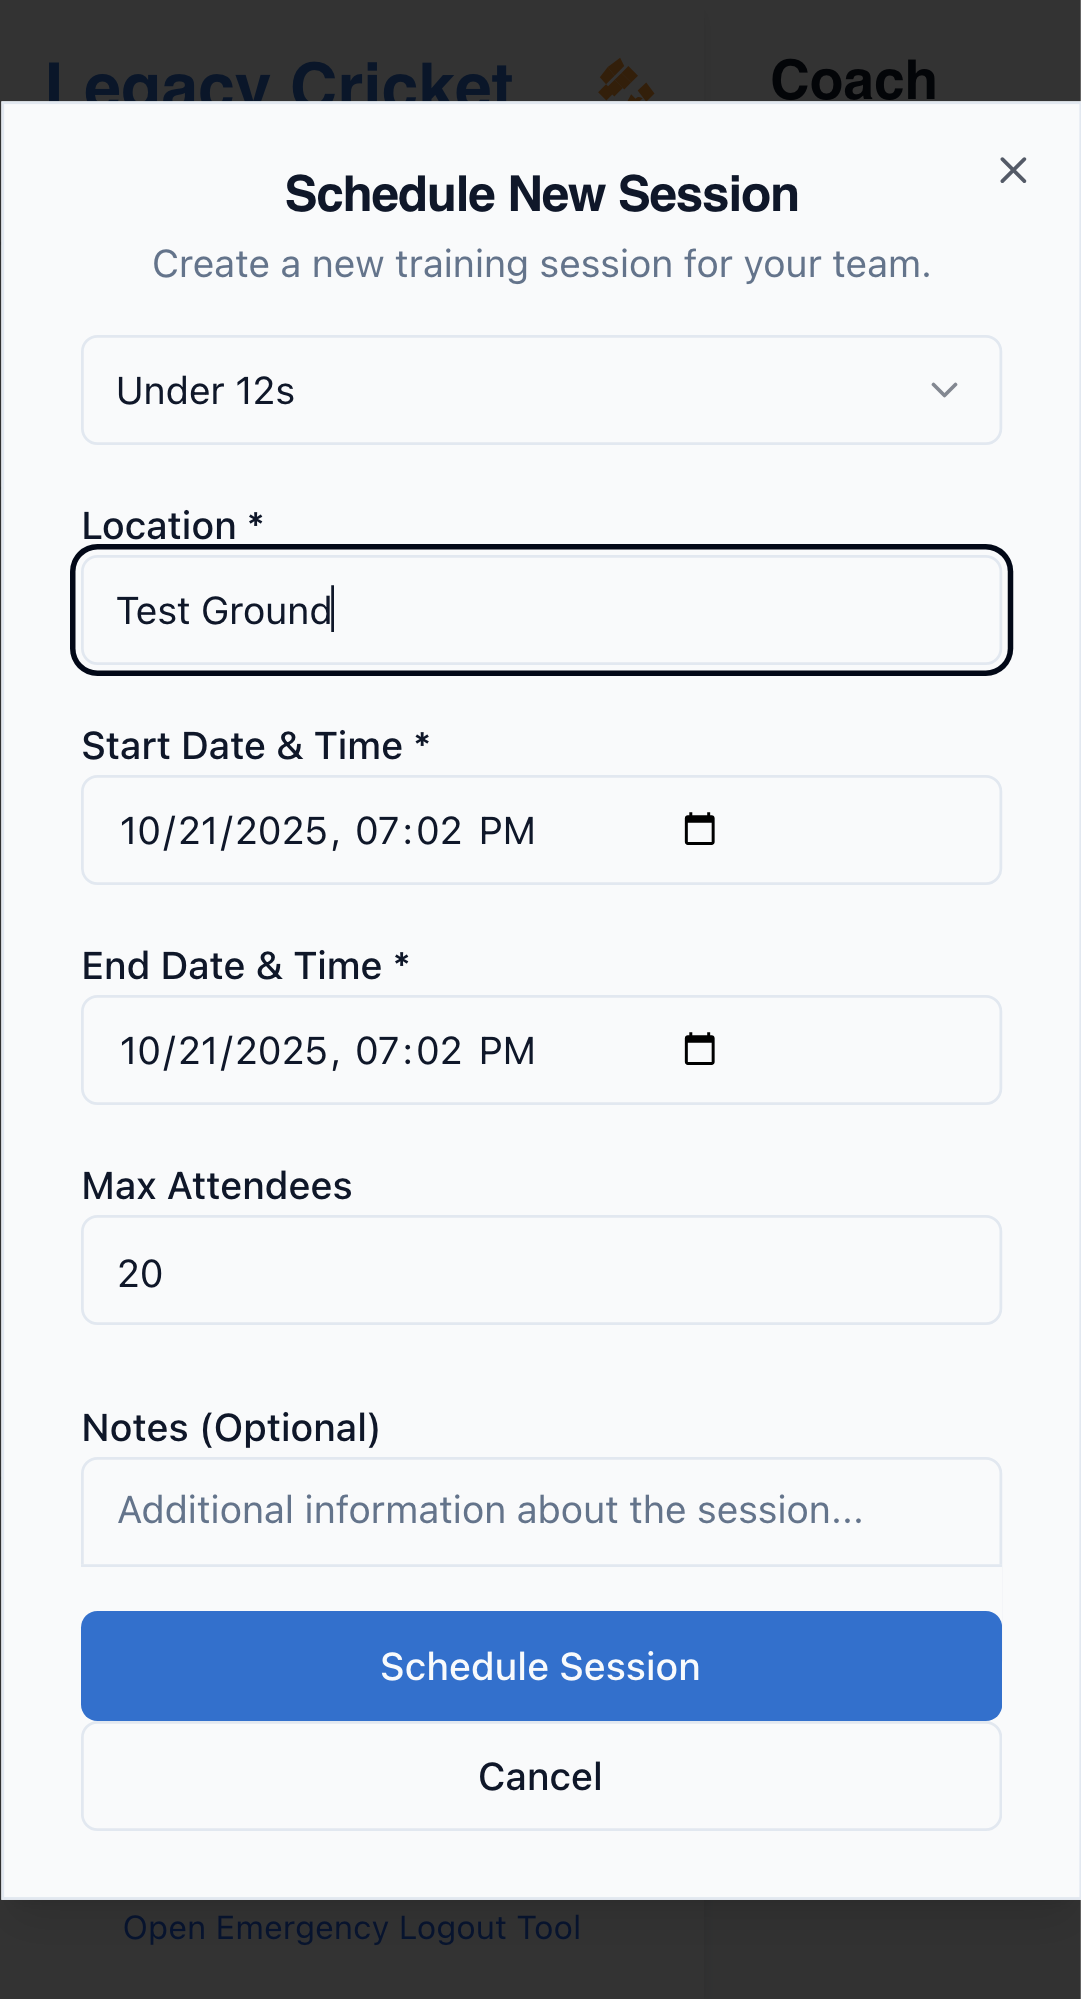 Legacy Cricket
Coach
Schedule New Session
Create a new training session for your team.
Under 12s
Location *
Test Ground
Start Date & Time *
10/21/2025, 07:02 PM
End Date & Time *
10/21/2025, 07:02 PM
Max Attendees
20
Notes (Optional)
Additional information about the session...
Schedule Session
Cancel
Open Emergency Logout Tool